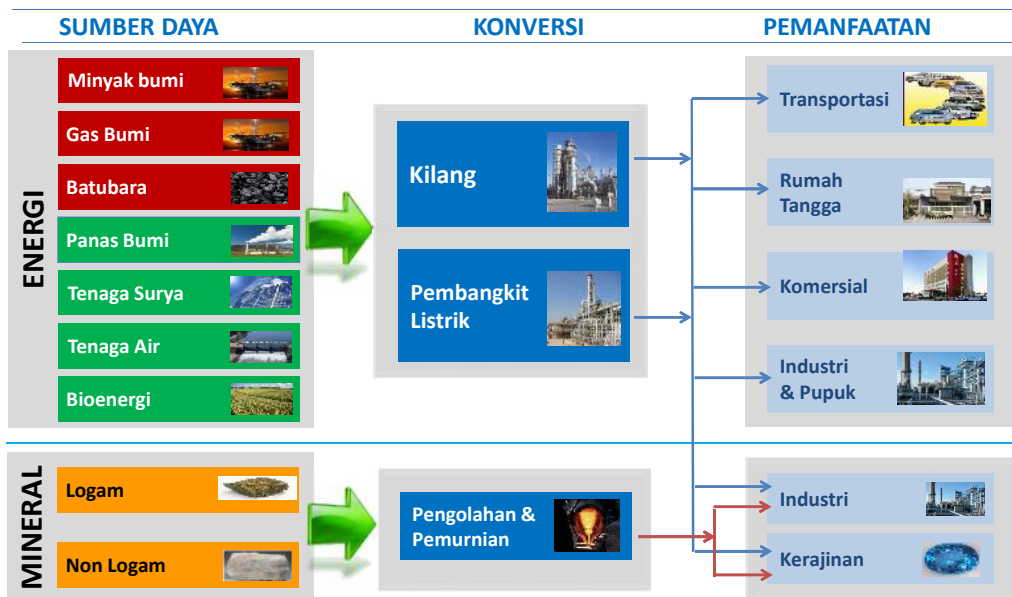 SUMBER DAYA
KONVERSI
PEMANFAATAN
ENERGI
Minyak bumi
Gas Bumi
Batubara
Panas Bumi
Tenaga Surya
Tenaga Air
Bioenergi
Kilang
Pembangkit
Listrik
Transportasi
Rumah
Tangga
Komersial
Industri
& Pupuk
MINERAL
Logam
Non Logam
Pengolahan &
Pemurnian
Industri
Kerajinan